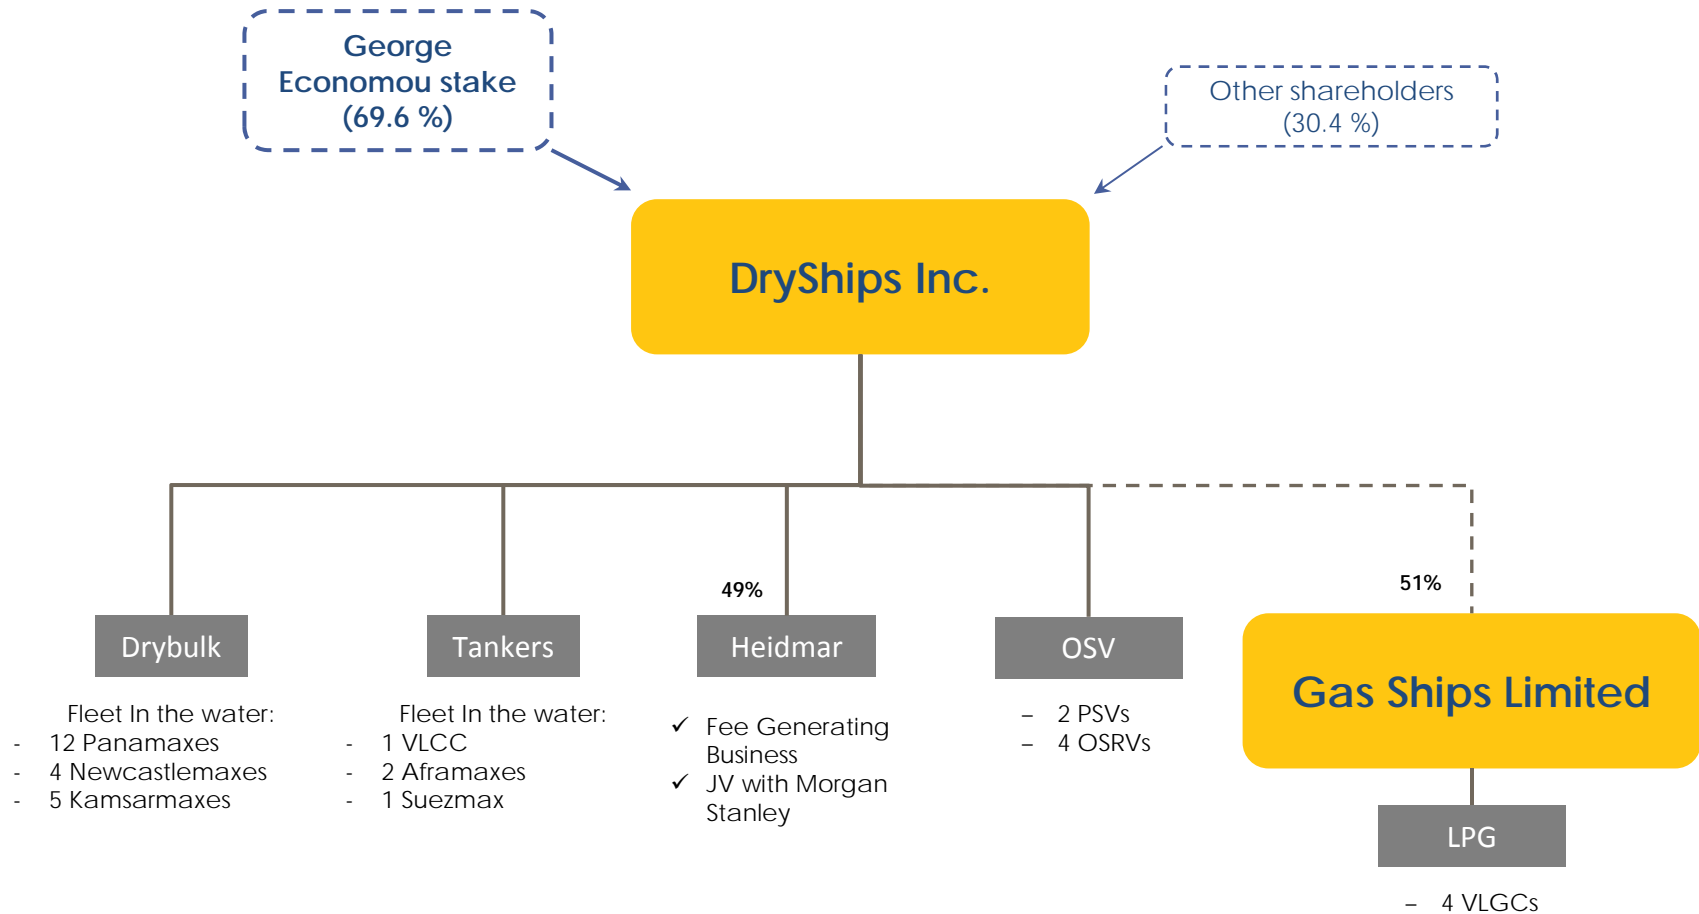 George
Economou stake
(69.6 %)
Other shareholders
(30.4 %)
DryShips Inc.
49%
51%
Drybulk
Fleet In the water:
- 12 Panamaxes
- 4 Newcastlemaxes
- 5 Kamsarmaxes
Tankers
Fleet In the water:
- 1 VLCC
- 2 Aframaxes
- 1 Suezmax
Heidmar
✓ Fee Generating
Business
✓ JV with Morgan
Stanley
OSV
– 2 PSVs
– 4 OSRVs
Gas Ships Limited
LPG
– 4 VLGCs